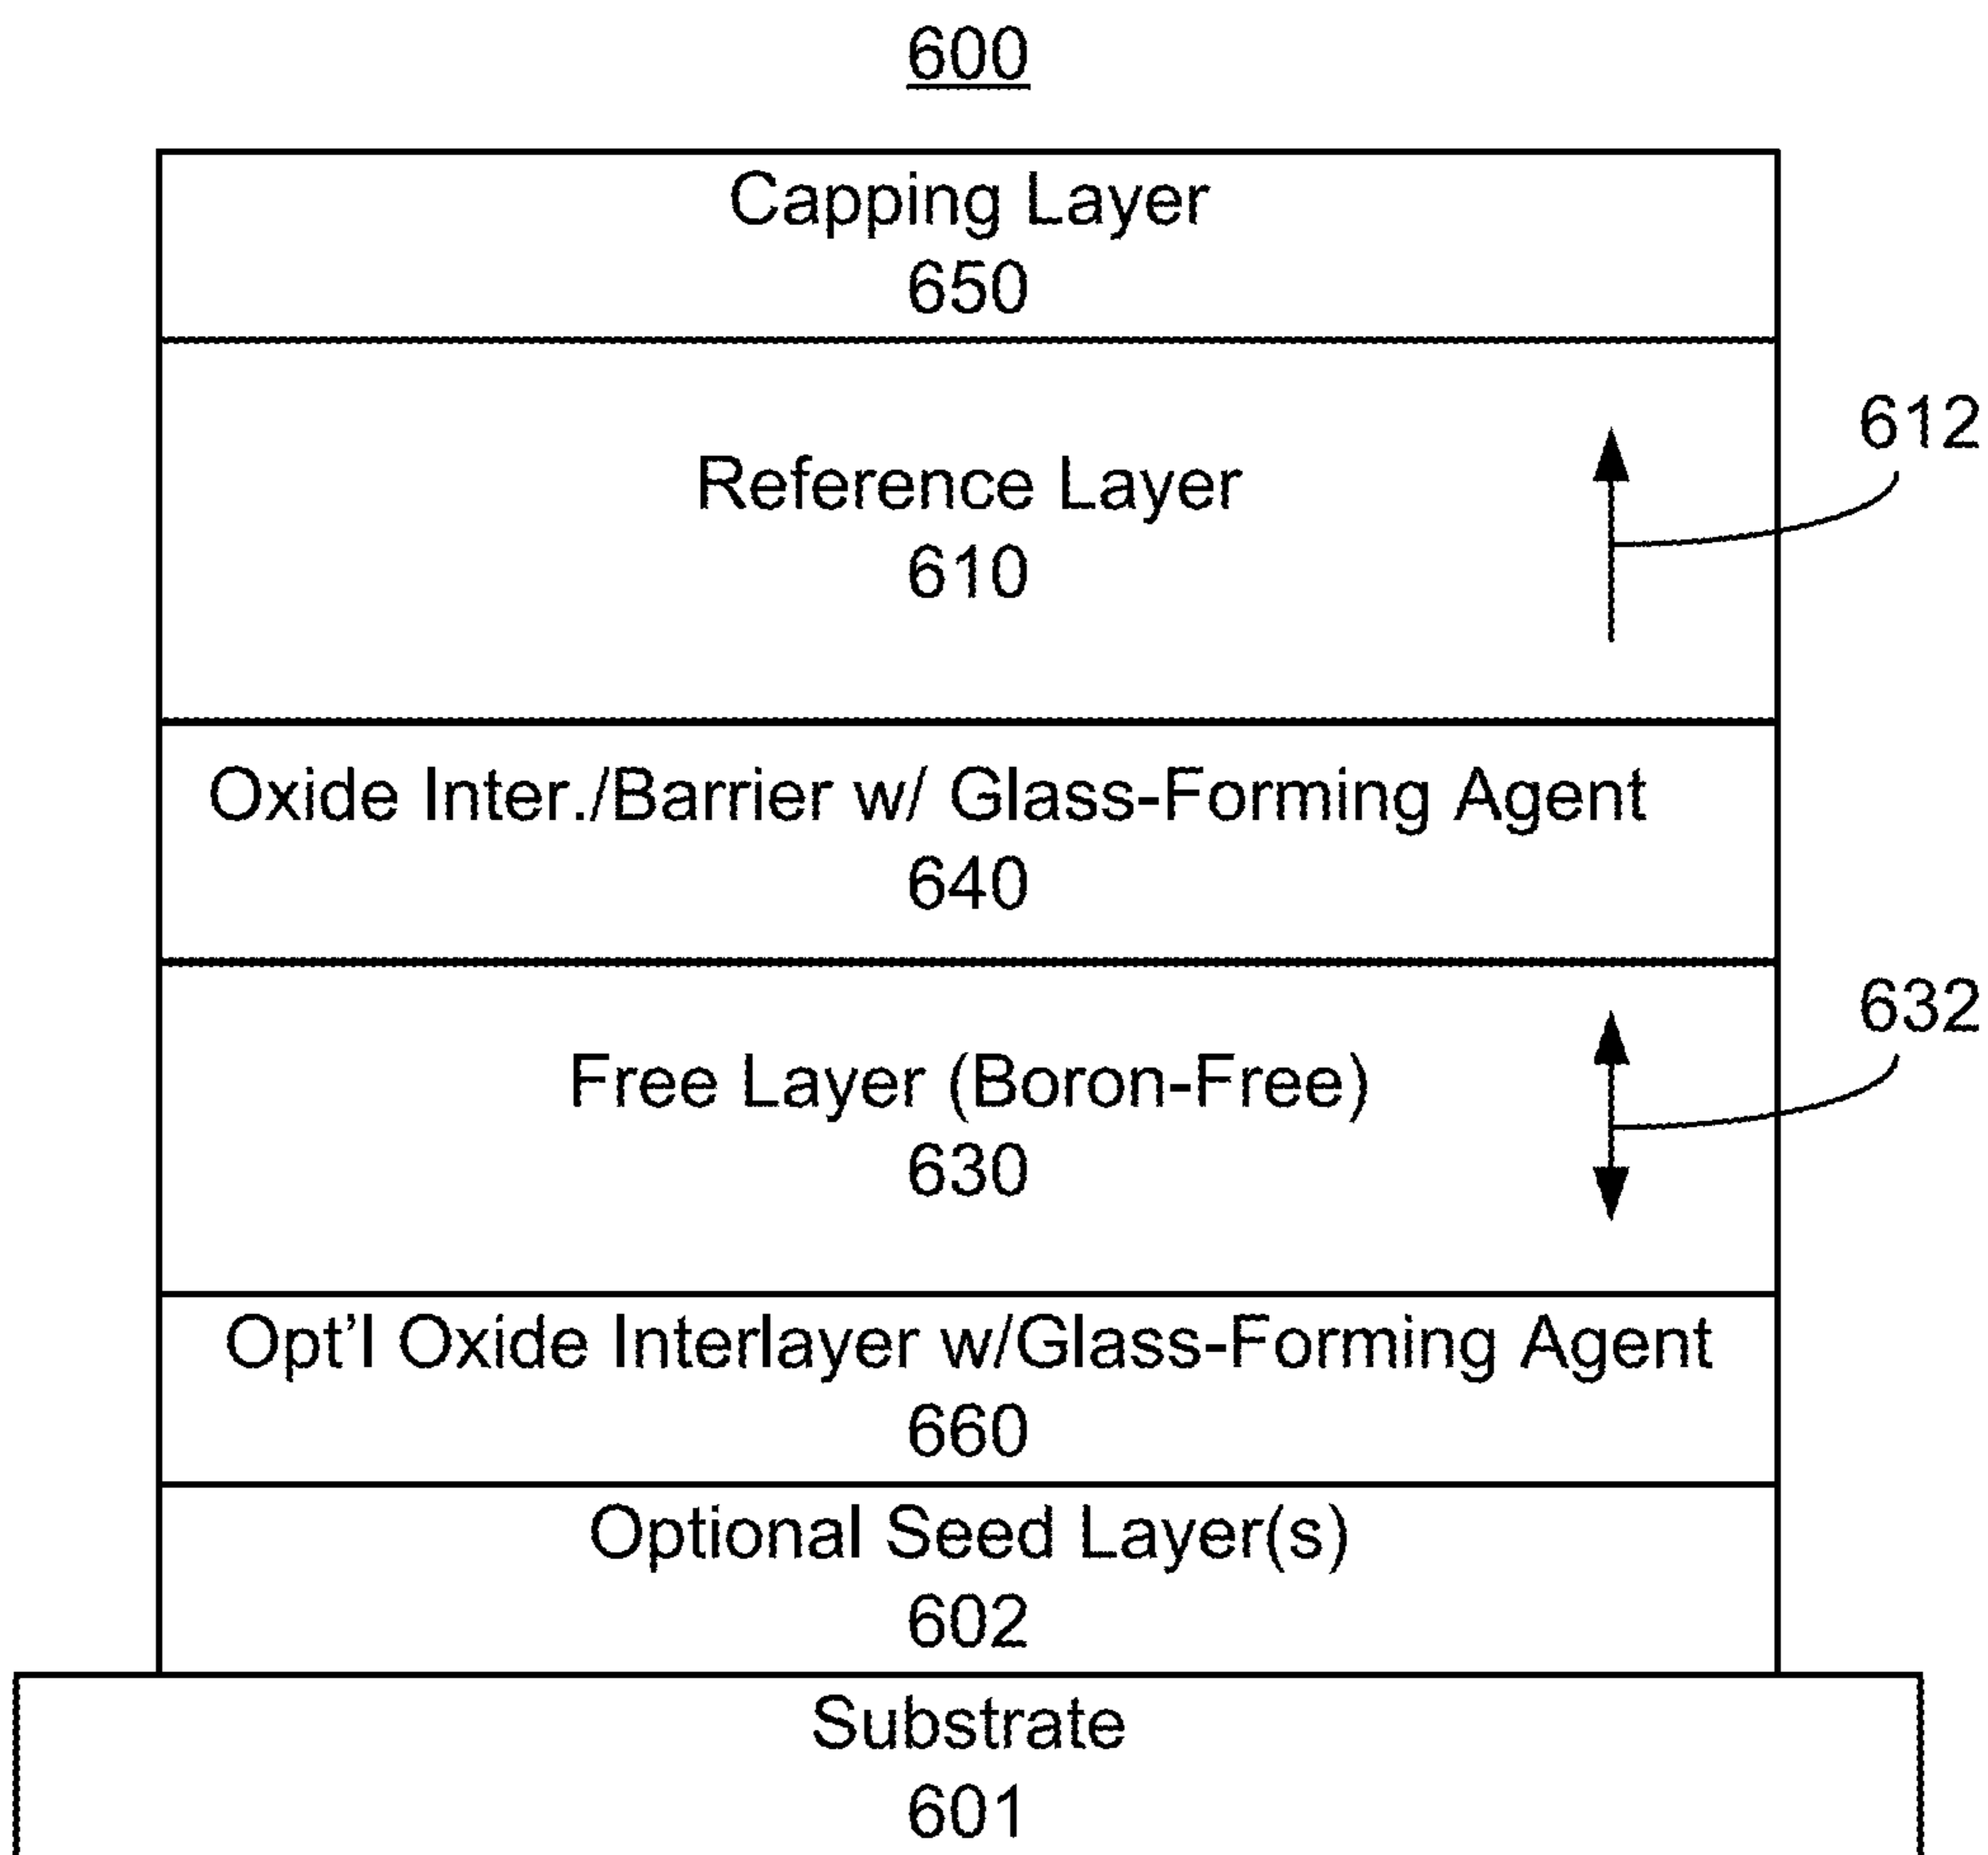 600
Capping Layer
650
612
Reference Layer
610
Oxide Inter./Barrier w/ Glass-Forming Agent
640
632
Free Layer (Boron-Free)
630
Opt'l Oxide Interlayer w/Glass-Forming Agent
660
Optional Seed Layer(s)
602
Substrate
601